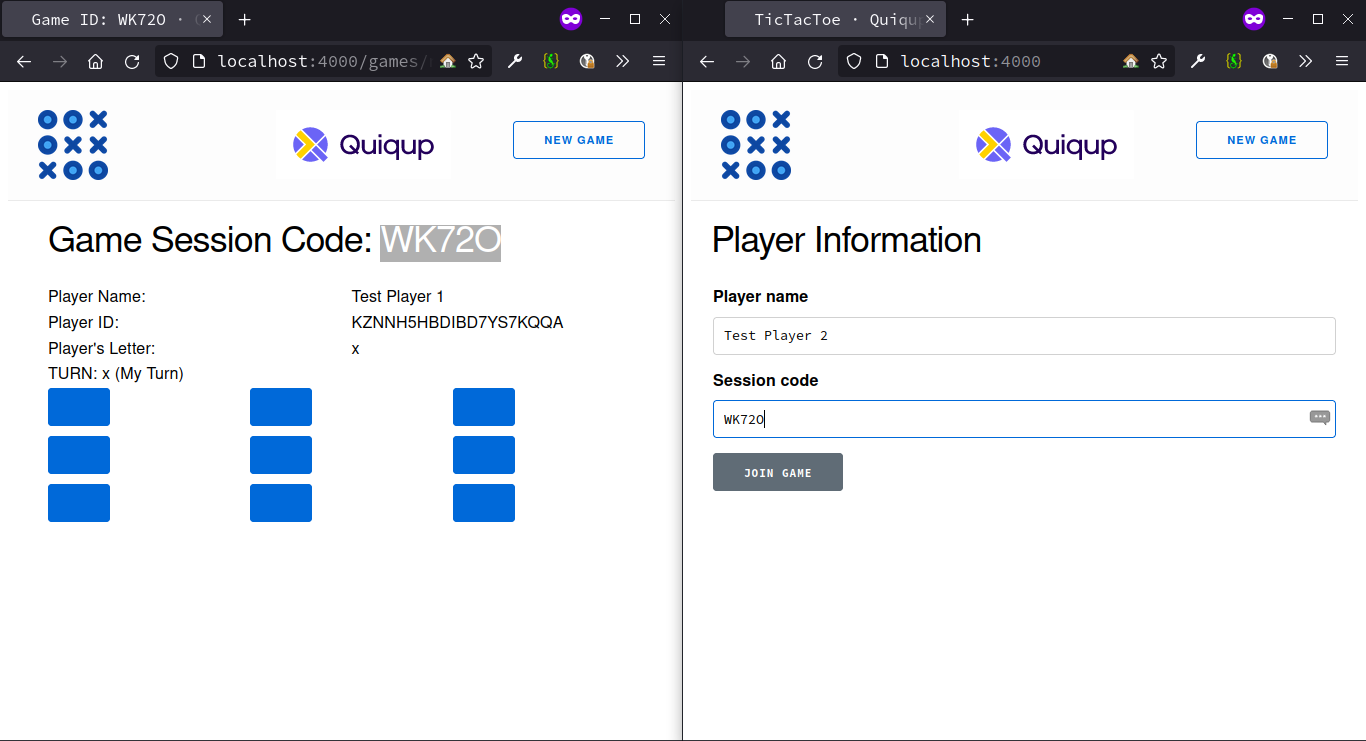 Game ID: WK72O ·
localhost:4000/games/
Quiqup
NEW GAME
Game Session Code: WK72O
Player Name: Test Player 1
Player ID: KZNNH5HBDIBD7YS7KQQA
Player's Letter: x
TURN: x (My Turn)
TicTacToe · Quiqup
localhost:4000
Quiqup
NEW GAME
Player Information
Player name
Test Player 2
Session code
WK72O
JOIN GAME